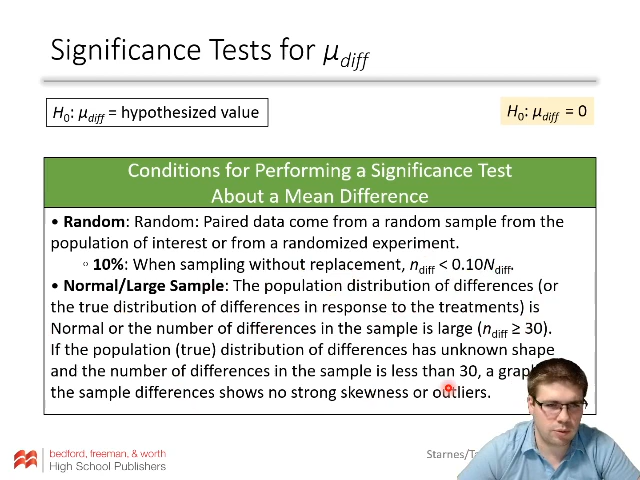 Significance Tests for μdiff
H0: μdiff = hypothesized value
H0: μdiff = 0
Conditions for Performing a Significance Test
About a Mean Difference
• Random: Random: Paired data come from a random sample from the
population of interest or from a randomized experiment.
◦ 10%: When sampling without replacement, ndiff < 0.10Ndiff.
• Normal/Large Sample: The population distribution of differences (or
the true distribution of differences in response to the treatments) is
Normal or the number of differences in the sample is large (ndiff ≥ 30).
If the population (true) distribution of differences has unknown shape
and the number of differences in the sample is less than 30, a graph
the sample differences shows no strong skewness or outliers.
bedford, freeman, & worth
High School Publishers